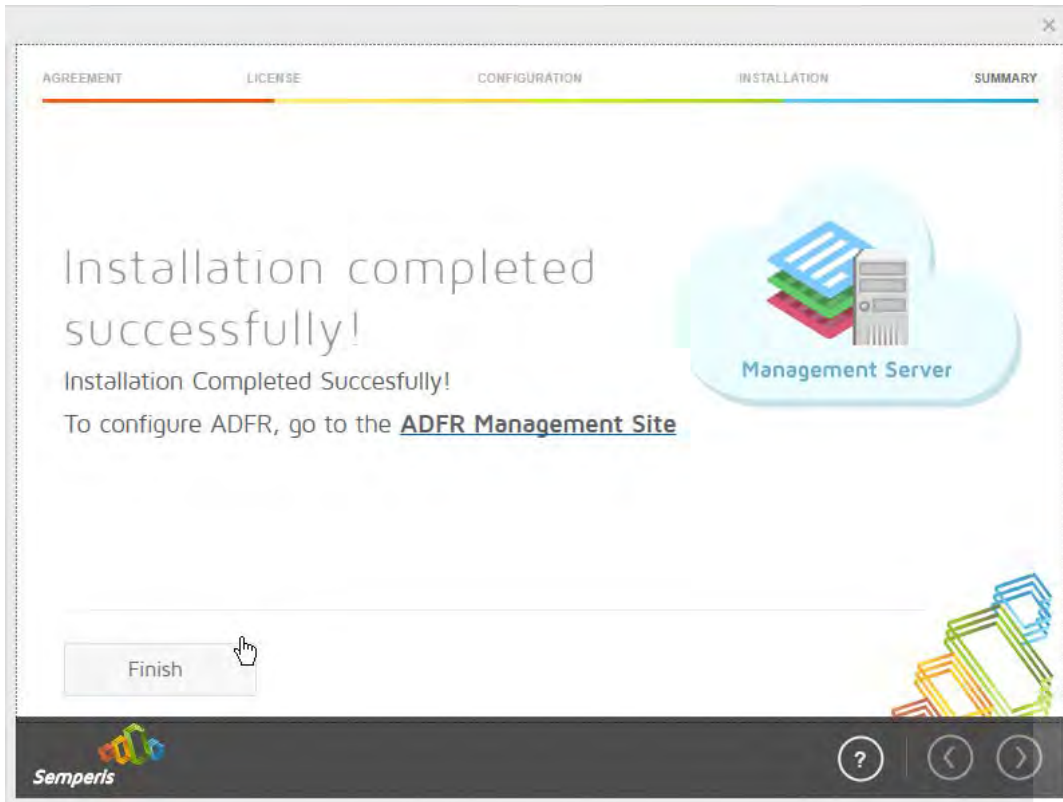 AGREEMENT LICENSE CONFIGURATION INSTALLATION SUMMARY
Installation completed
successfully!
Management Server
Installation Completed Succesfully!
To configure ADFR, go to the ADFR Management Site
Finish
Semperis
?